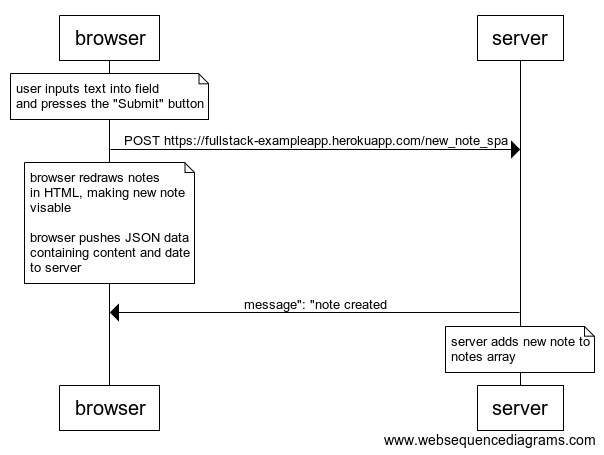 browser
server
user inputs text into field
and presses the "Submit" button
POST https://fullstack-exampleapp.herokuapp.com/new_note_spa
browser redraws notes
in HTML, making new note
visable
browser pushes JSON data
containing content and date
to server
message": "note created
server adds new note to
notes array
browser
server
www.websequencediagrams.com